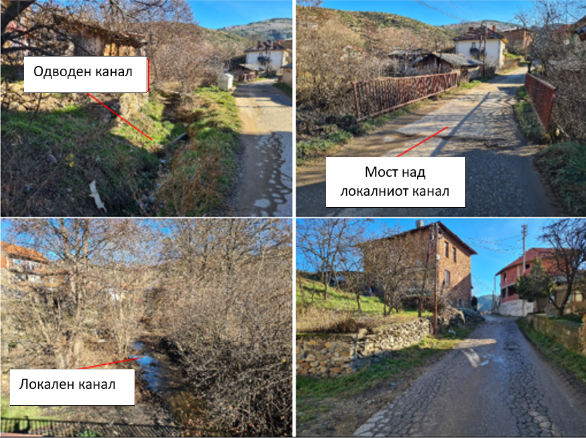 Одводен канал
Мост над
локалниот канал
Локален канал